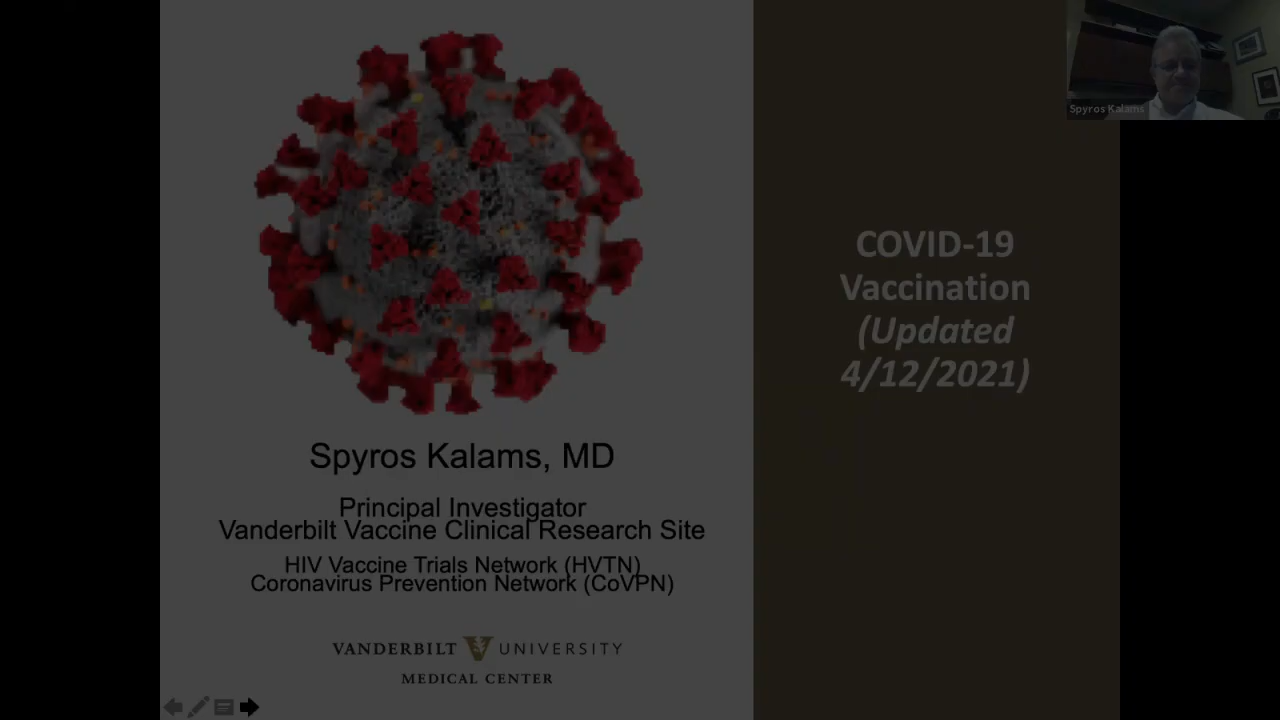 Spyros Kalams
COVID-19
Vaccination
(Updated
4/12/2021)
Spyros Kalams, MD
Principal Investigator
Vanderbilt Vaccine Clinical Research Site
HIV Vaccine Trials Network (HVTN)
Coronavirus Prevention Network (CoVPN)
VANDERBILT V UNIVERSITY
MEDICAL CENTER